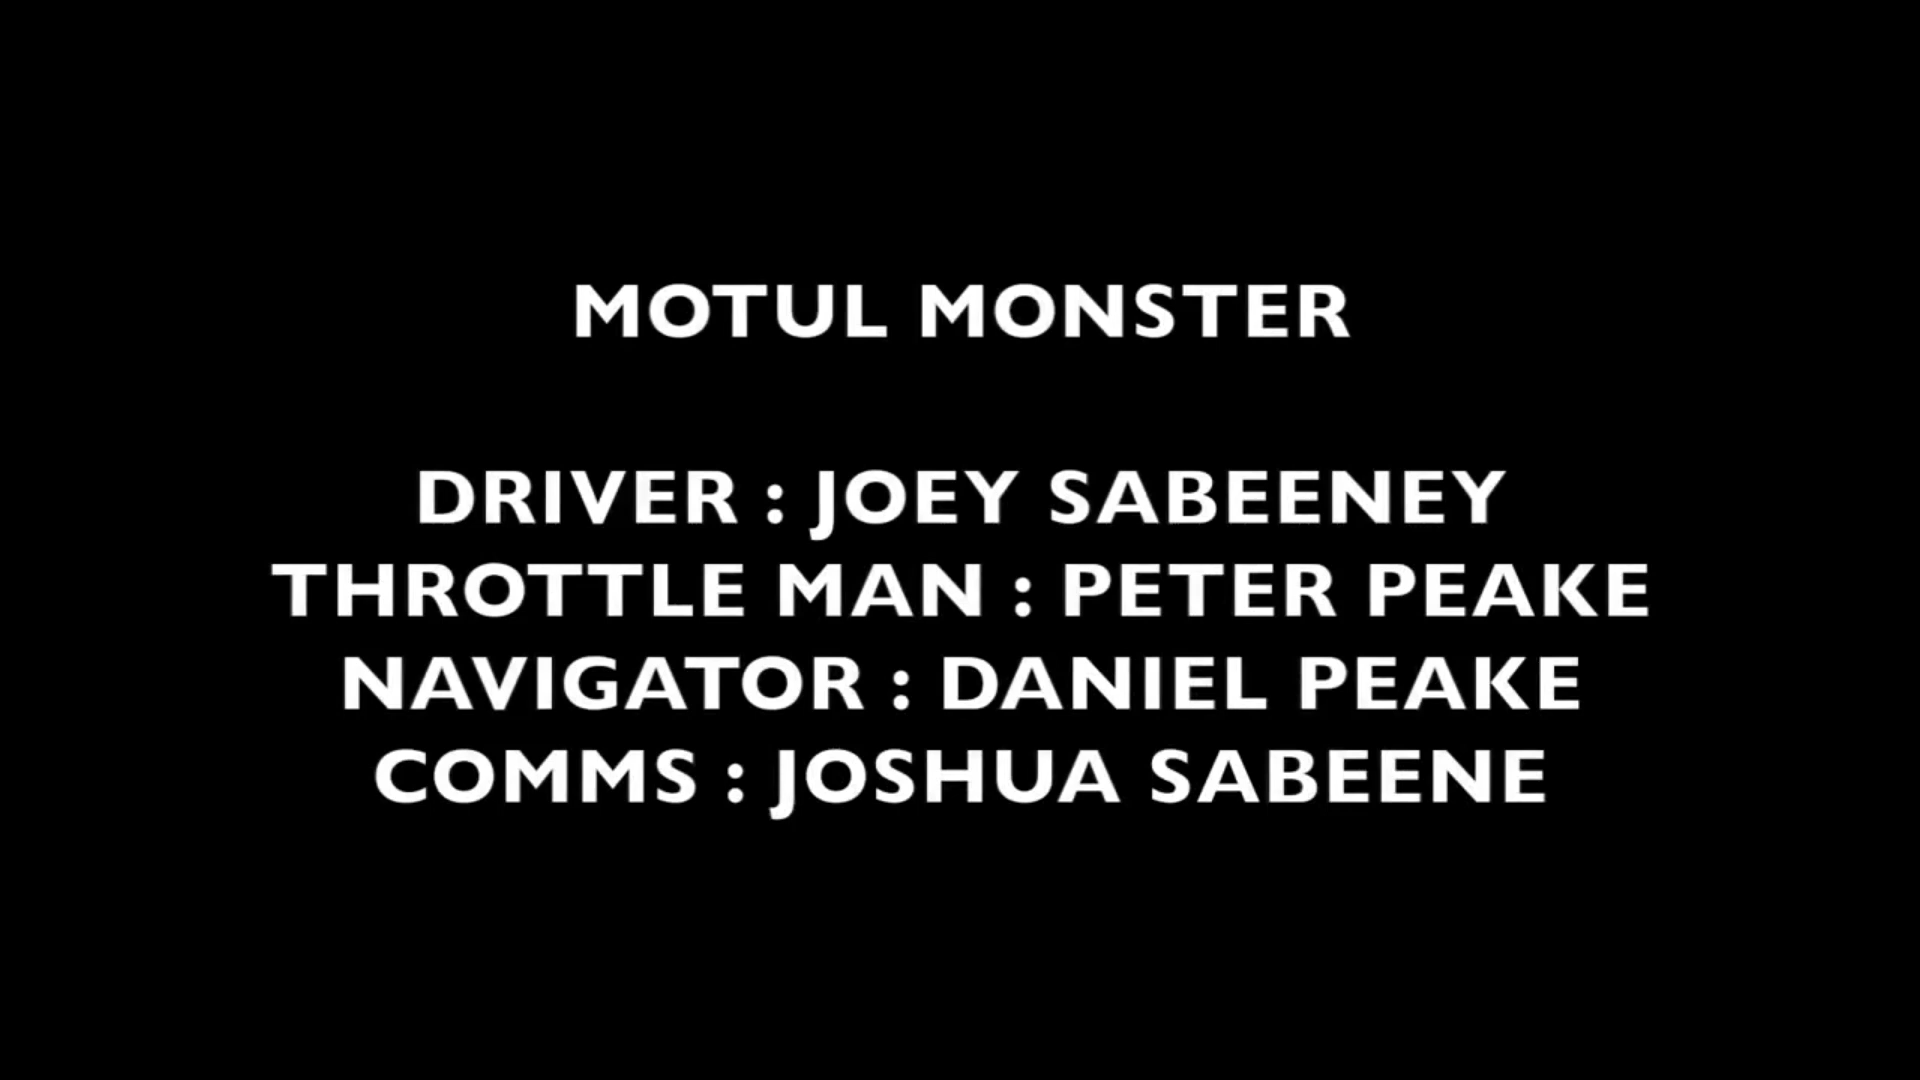 MOTUL MONSTER
DRIVER : JOEY SABEENEY
THROTTLE MAN : PETER PEAKE
NAVIGATOR : DANIEL PEAKE
COMMS : JOSHUA SABEENE